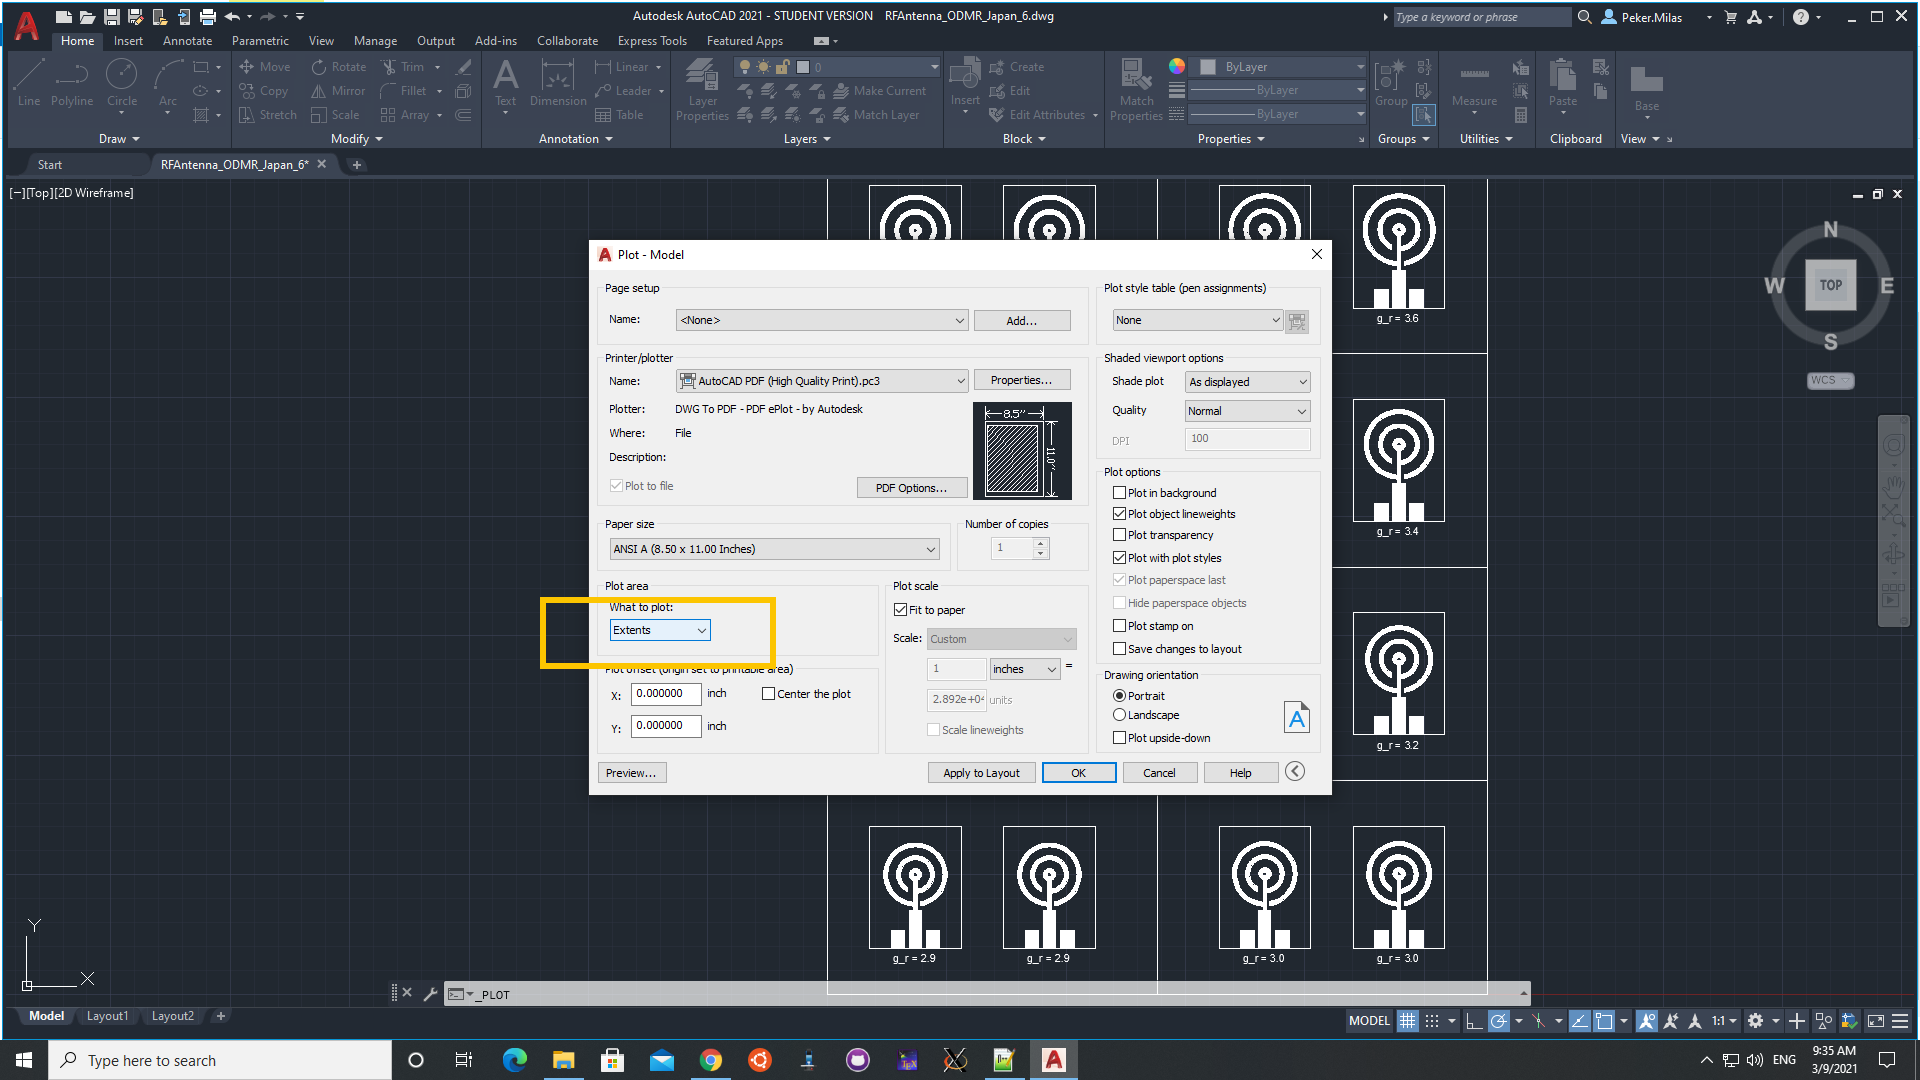 Autodesk AutoCAD 2021 - STUDENT VERSION RFAntenna_ODMR_Japan_6.dwg
Type a keyword or phrase
Peker.Milas
Home Insert Annotate Parametric View Manage Output Add-ins Collaborate Express Tools Featured Apps
Line Polyline Circle Arc
Move Rotate Trim
Copy Mirror Fillet
Stretch Scale Array
Text Dimension
Linear
Leader
Table
Layer Properties
0
Make Current
Match Layer
Insert
Create
Edit
Edit Attributes
Match Properties
ByLayer
ByLayer
ByLayer
Group
Measure
Paste
Base
Draw Modify Annotation Layers Block Properties Groups Utilities Clipboard View
Start RFAntenna_ODMR_Japan_6*
[−][Top][2D Wireframe]
N
W TOP E
S
WCS
g_r = 3.6
g_r = 3.4
g_r = 3.2
g_r = 2.9 g_r = 2.9 g_r = 3.0 g_r = 3.0
Plot - Model
Page setup
Name: <None> Add...
Printer/plotter
Name: AutoCAD PDF (High Quality Print).pc3 Properties...
Plotter: DWG To PDF - PDF ePlot - by Autodesk
Where: File
Description:
Plot to file
PDF Options...
8.5''
11.0''
Paper size
ANSI A (8.50 x 11.00 Inches)
Number of copies
1
Plot area
What to plot:
Extents
Plot offset (origin set to printable area)
X: 0.000000 inch Center the plot
Y: 0.000000 inch
Plot scale
Fit to paper
Scale: Custom
1 inches =
2.892e+04 units
Scale lineweights
Plot style table (pen assignments)
None
Shaded viewport options
Shade plot As displayed
Quality Normal
DPI 100
Plot options
Plot in background
Plot object lineweights
Plot transparency
Plot with plot styles
Plot paperspace last
Hide paperspace objects
Plot stamp on
Save changes to layout
Drawing orientation
Portrait
Landscape
Plot upside-down
A
Preview... Apply to Layout OK Cancel Help
Y
X
_PLOT
Model Layout1 Layout2
MODEL 1:1
Type here to search
ENG
9:35 AM
3/9/2021